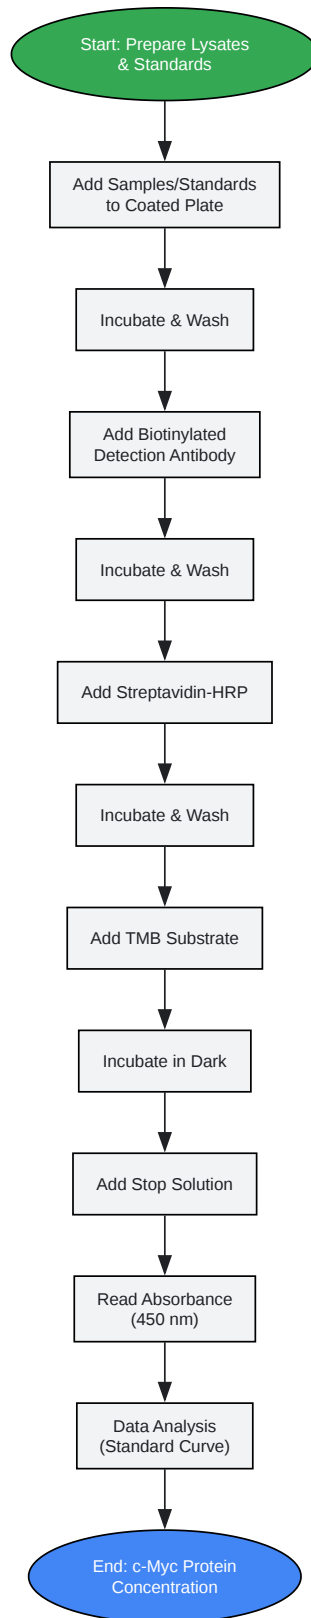 Start: Prepare Lysates
& Standards
Add Samples/Standards
to Coated Plate
Incubate & Wash
Add Biotinylated
Detection Antibody
Incubate & Wash
Add Streptavidin-HRP
Incubate & Wash
Add TMB Substrate
Incubate in Dark
Add Stop Solution
Read Absorbance
(450 nm)
Data Analysis
(Standard Curve)
End: c-Myc Protein
Concentration